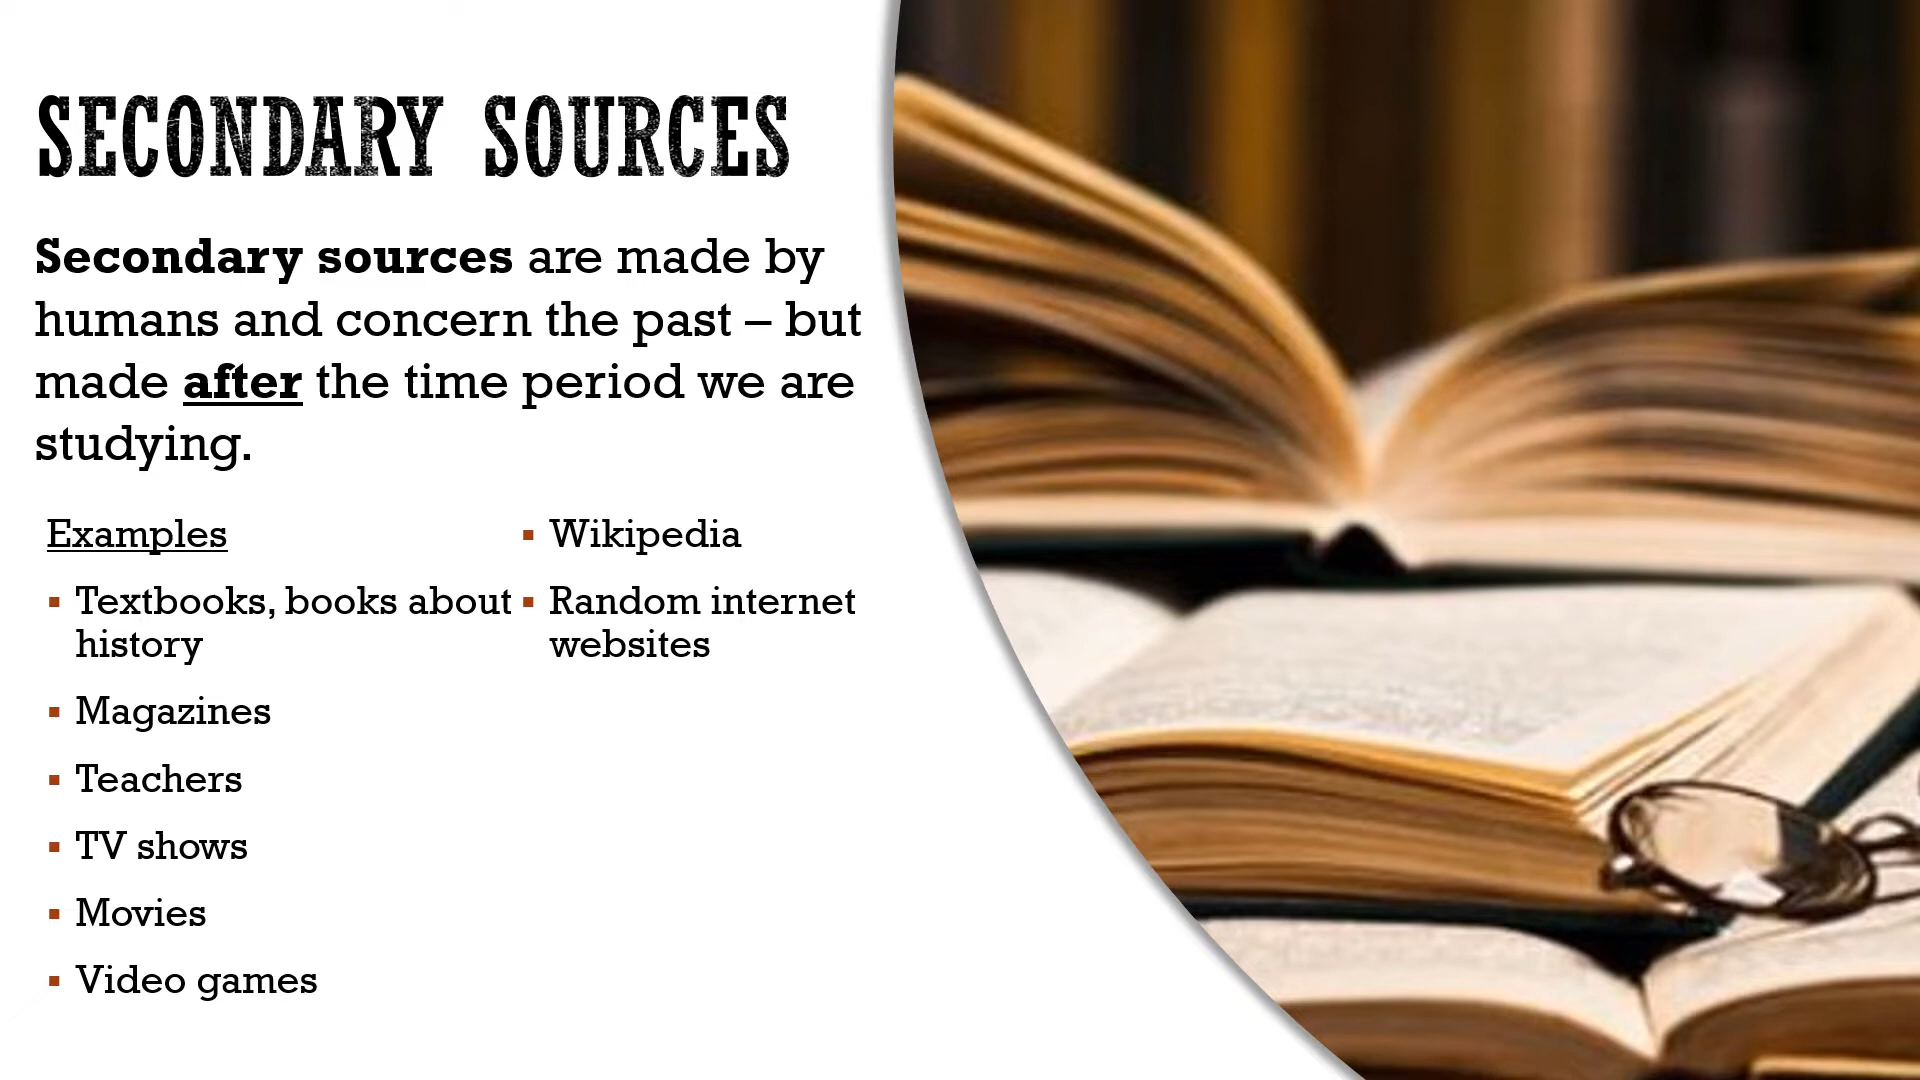 SECONDARY SOURCES
Secondary sources are made by
humans and concern the past – but
made after the time period we are
studying.
Examples
▪ Textbooks, books about
history
▪ Magazines
▪ Teachers
▪ TV shows
▪ Movies
▪ Video games
▪ Wikipedia
▪ Random internet
websites